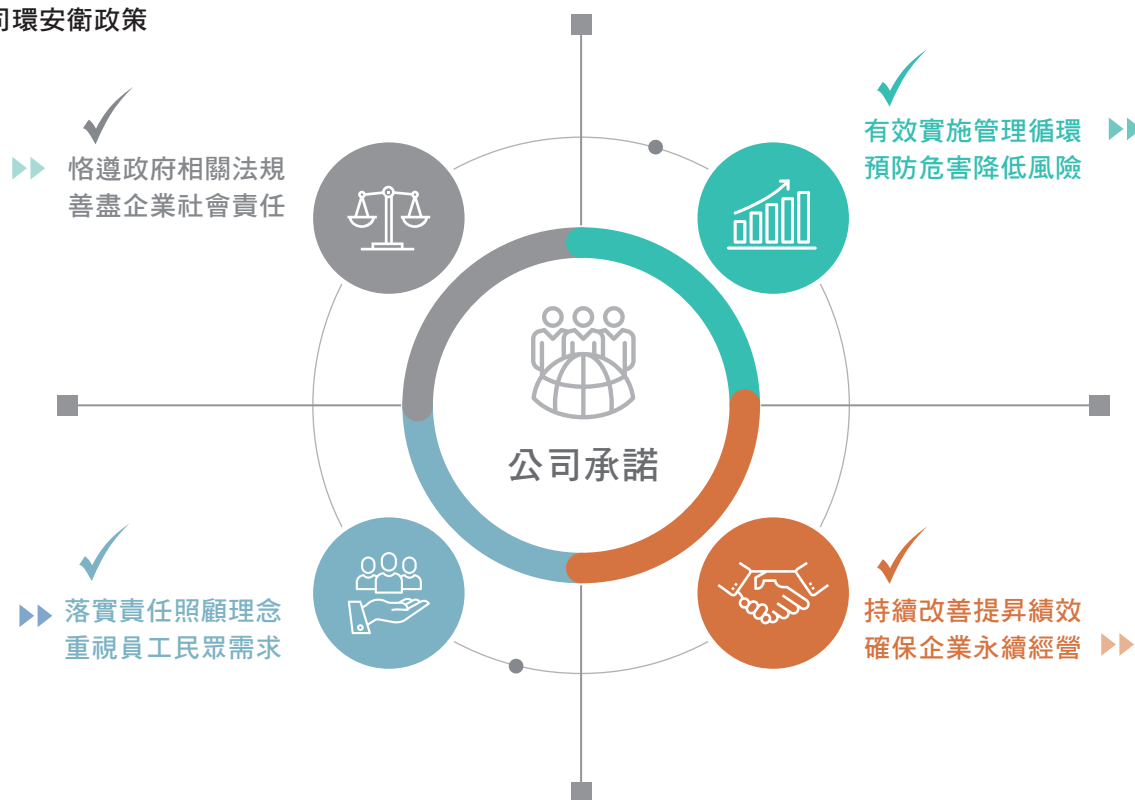 司環安衛政策
恪遵政府相關法規
善盡企業社會責任
有效實施管理循環
預防危害降低風險
公司承諾
落實責任照顧理念
重視員工民眾需求
持續改善提昇績效
確保企業永續經營